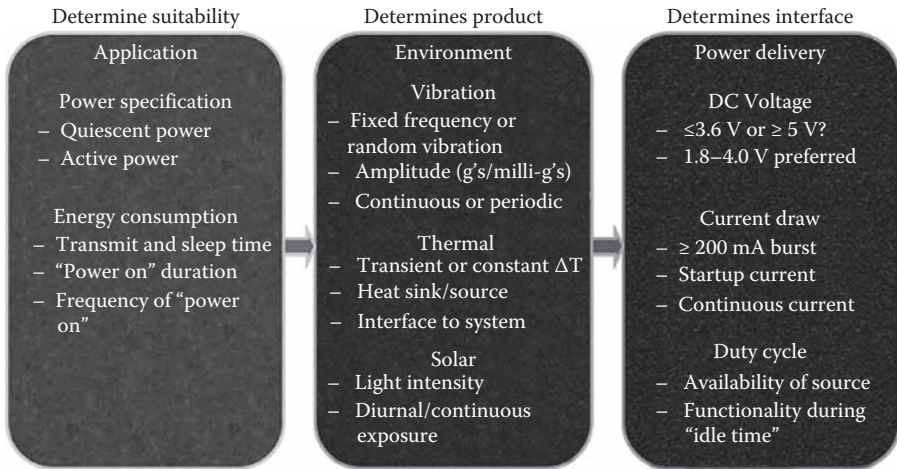 Determine suitability
Application
Power specification
– Quiescent power
– Active power
Energy consumption
– Transmit and sleep time
– “Power on” duration
– Frequency of “power
on”
Determines product
Environment
Vibration
– Fixed frequency or
random vibration
– Amplitude (g’s/milli-g’s)
– Continuous or periodic
Thermal
– Transient or constant ΔT
– Heat sink/source
– Interface to system
Solar
– Light intensity
– Diurnal/continuous
exposure
Determines interface
Power delivery
DC Voltage
– ≤3.6 V or ≥ 5 V?
– 1.8–4.0 V preferred
Current draw
– ≥ 200 mA burst
– Startup current
– Continuous current
Duty cycle
– Availability of source
– Functionality during
“idle time”